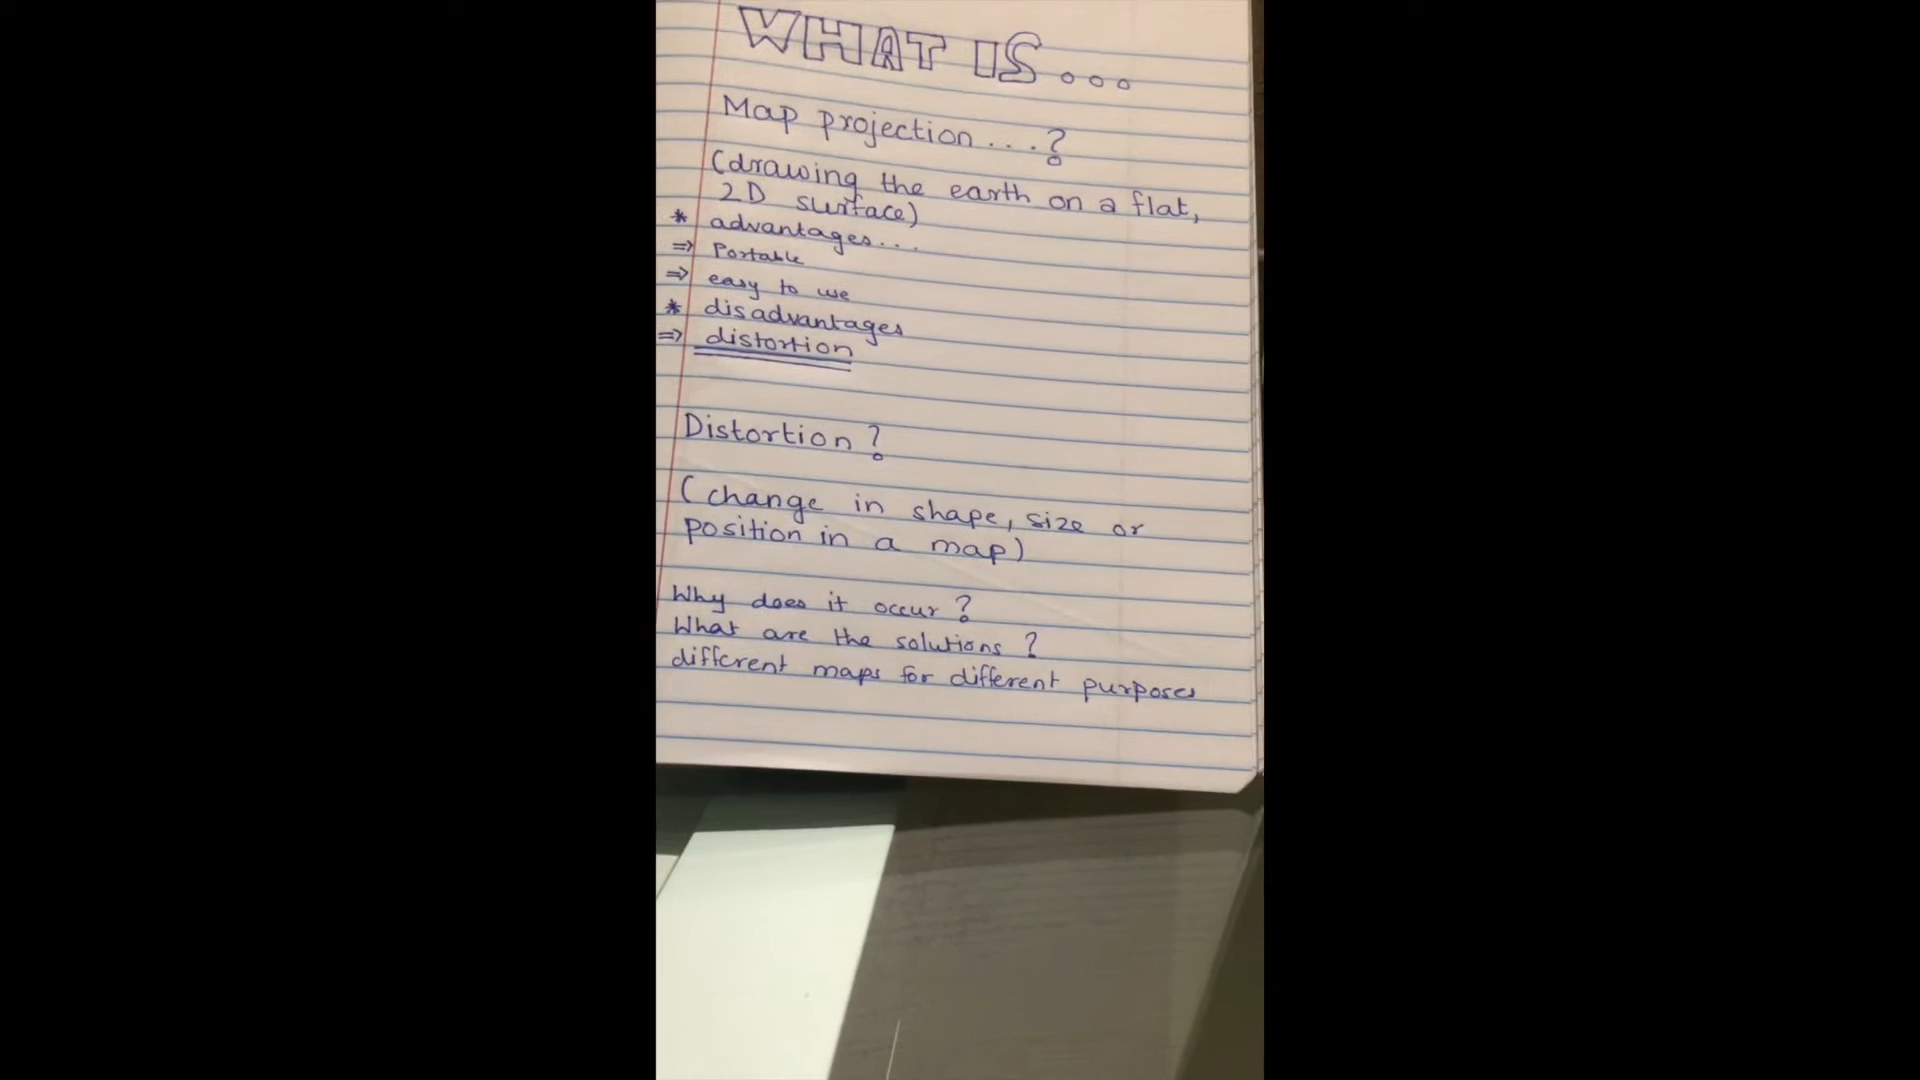 WHAT IS...
Map projection...?
(drawing the earth on a flat,
2D surface)
* advantages...
⇒ Portable
⇒ easy to use
* disadvantages
⇒ distortion
Distortion?
(change in shape, size or
position in a map)
Why does it occur?
What are the solutions?
different maps for different purposes